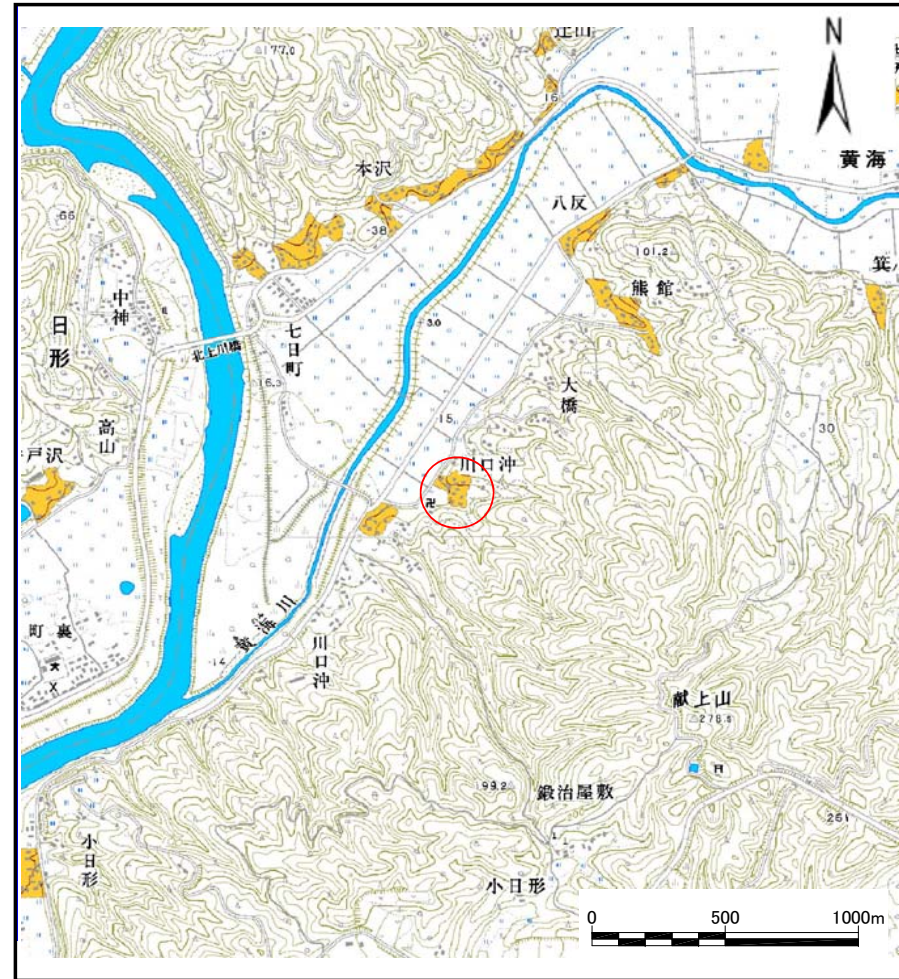 177.0
N
16
黄海
本沢
八反
38
66
101.2
中神
熊館
日形
七日町
30
北上川橋
16.3
大橋
高山
15
30
戸沢
川口沖
卍
黄海川
町裏
川口沖
14
献上山
278.8
199.2
鍛治屋敷
261
小日形
小日形
0 500 1000m